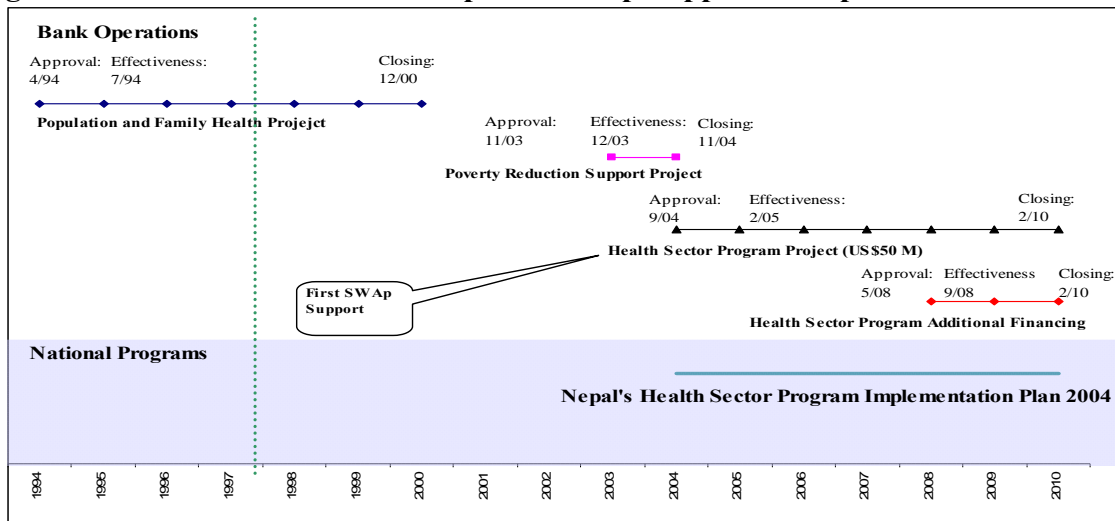 Bank Operations
Approval: Effectiveness: Closing:
4/94 7/94 12/00
Population and Family Health Projejct
Approval: Effectiveness: Closing:
11/03 12/03 11/04
Poverty Reduction Support Project
Approval: Effectiveness: Closing:
9/04 2/05 2/10
Health Sector Program Project (US$50 M)
Approval: Effectiveness Closing:
5/08 9/08 2/10
Health Sector Program Additional Financing
First SWAp
Support
National Programs
Nepal's Health Sector Program Implementation Plan 2004
1994 1995 1996 1997 1998 1999 2000 2001 2002 2003 2004 2005 2006 2007 2008 2009 2010